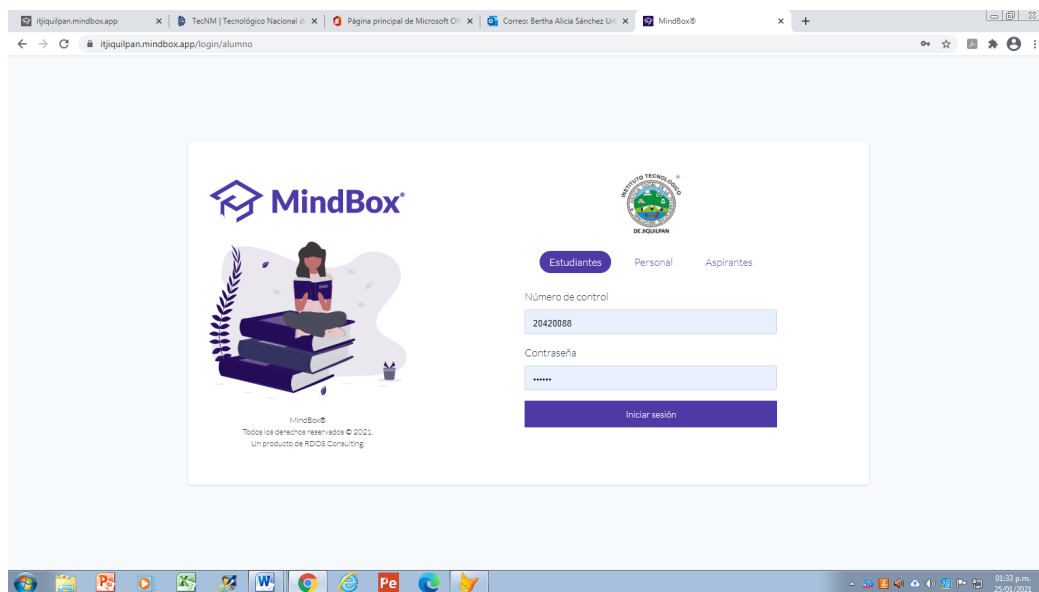 itjiquilpan.mindbox.app
TecNM | Tecnológico Nacional d
Página principal de Microsoft Of
Correo: Bertha Alicia Sánchez Ur
MindBox®
itjiquilpan.mindbox.app/login/alumno
MindBox®
INSTITUTO TECNOLOGICO
DE JIQUILPAN
Estudiantes Personal Aspirantes
Número de control
20420088
Contraseña
••••••
Iniciar sesión
MindBox®
Todos los derechos reservados © 2021.
Un producto de RDOS Consulting.
01:33 p.m.
25/01/2021